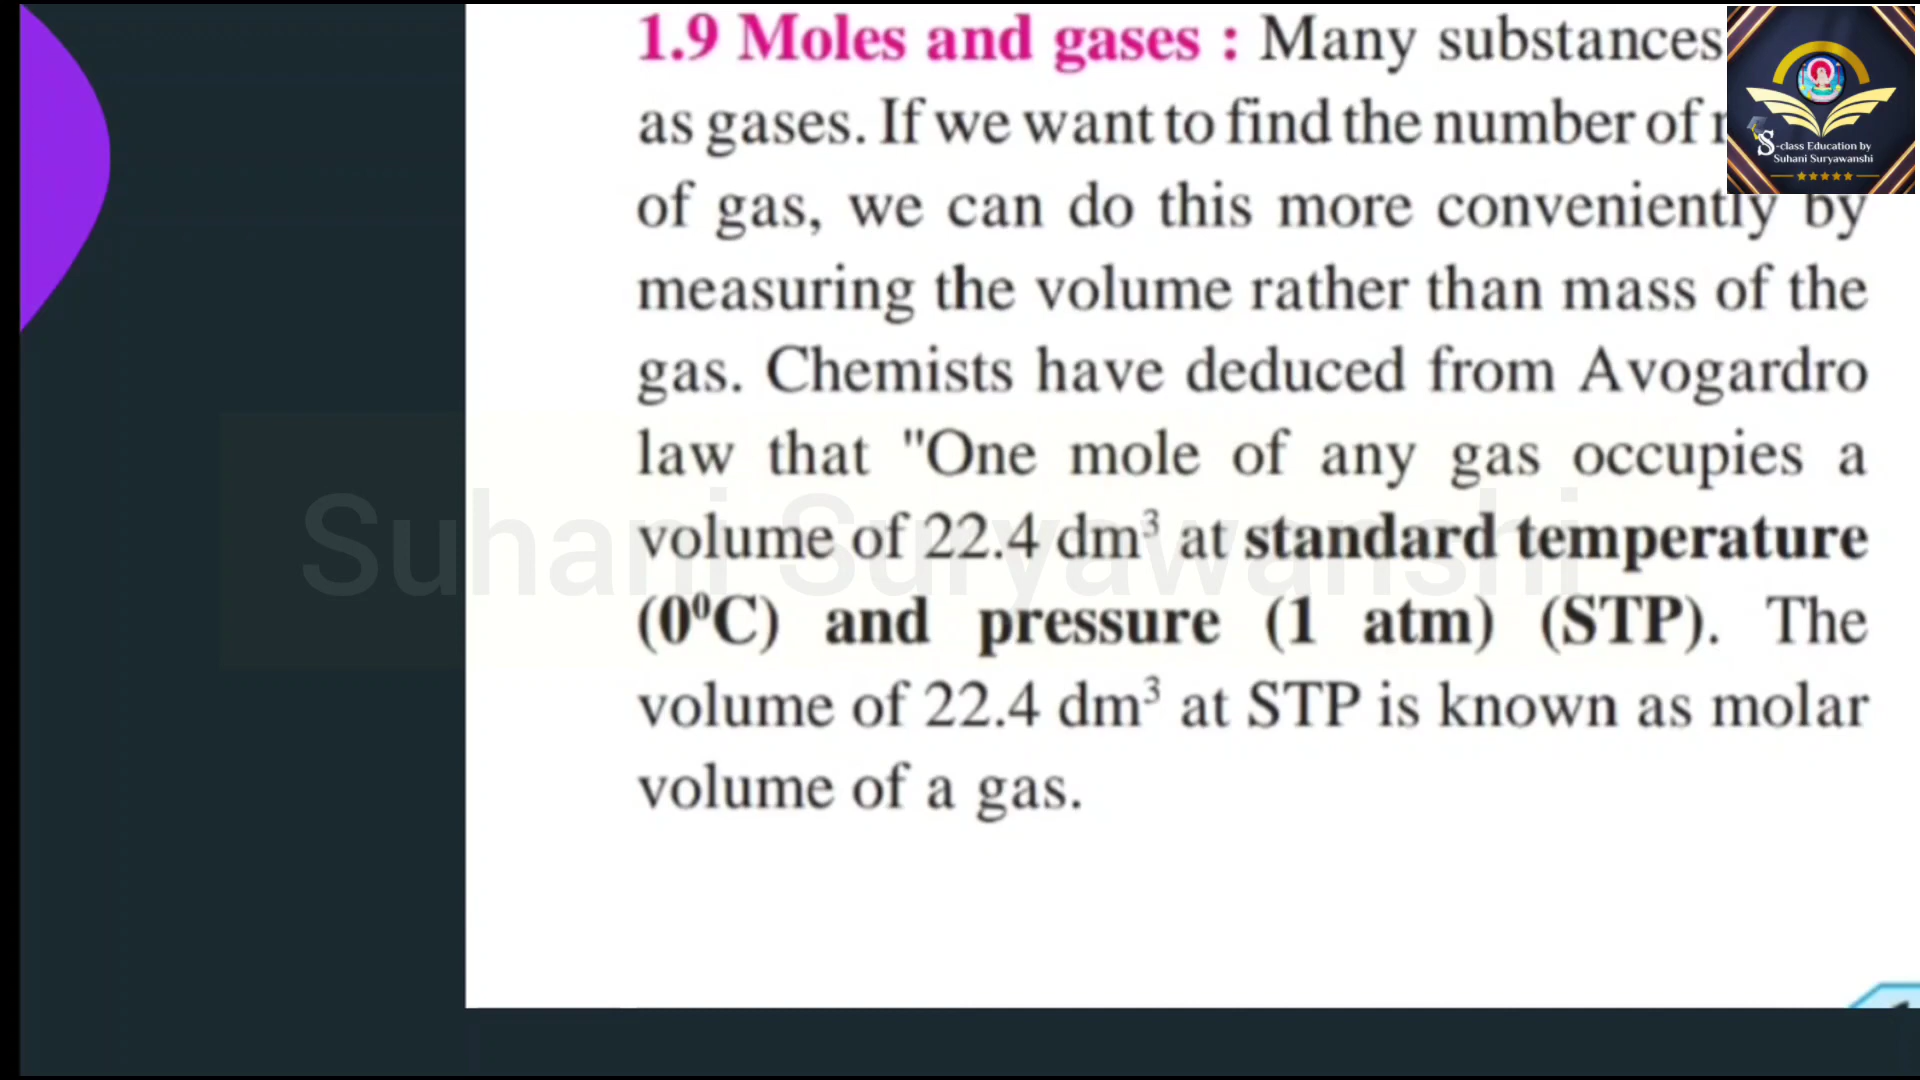 1.9 Moles and gases : Many substances
as gases. If we want to find the number of
of gas, we can do this more conveniently by
measuring the volume rather than mass of the
gas. Chemists have deduced from Avogardro
law that "One mole of any gas occupies a
volume of 22.4 dm³ at standard temperature
(0⁰C) and pressure (1 atm) (STP). The
volume of 22.4 dm³ at STP is known as molar
volume of a gas.
S-class Education by
Suhani Suryawanshi
Suhani Suryawanshi